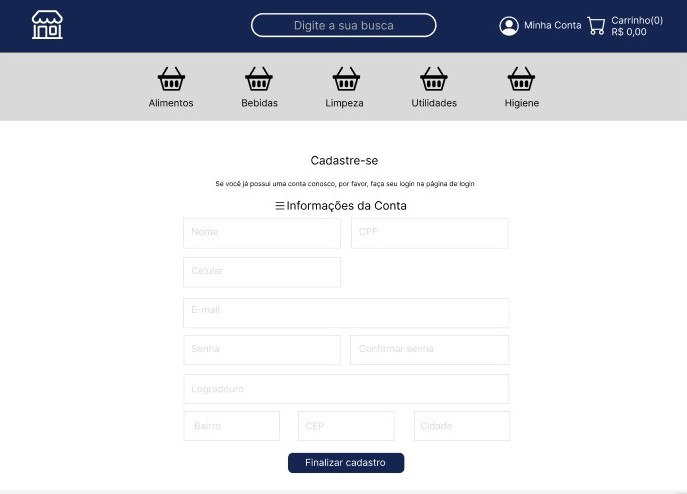 Digite a sua busca
Minha Conta
Carrinho(0)
R$ 0,00
Alimentos
Bebidas
Limpeza
Utilidades
Higiene
Cadastre-se
Se você já possui uma conta conosco, por favor, faça seu login na página de login
Informações da Conta
Nome
CPF
Celular
E-mail
Senha
Confirmar senha
Logradouro
Bairro
CEP
Cidade
Finalizar cadastro